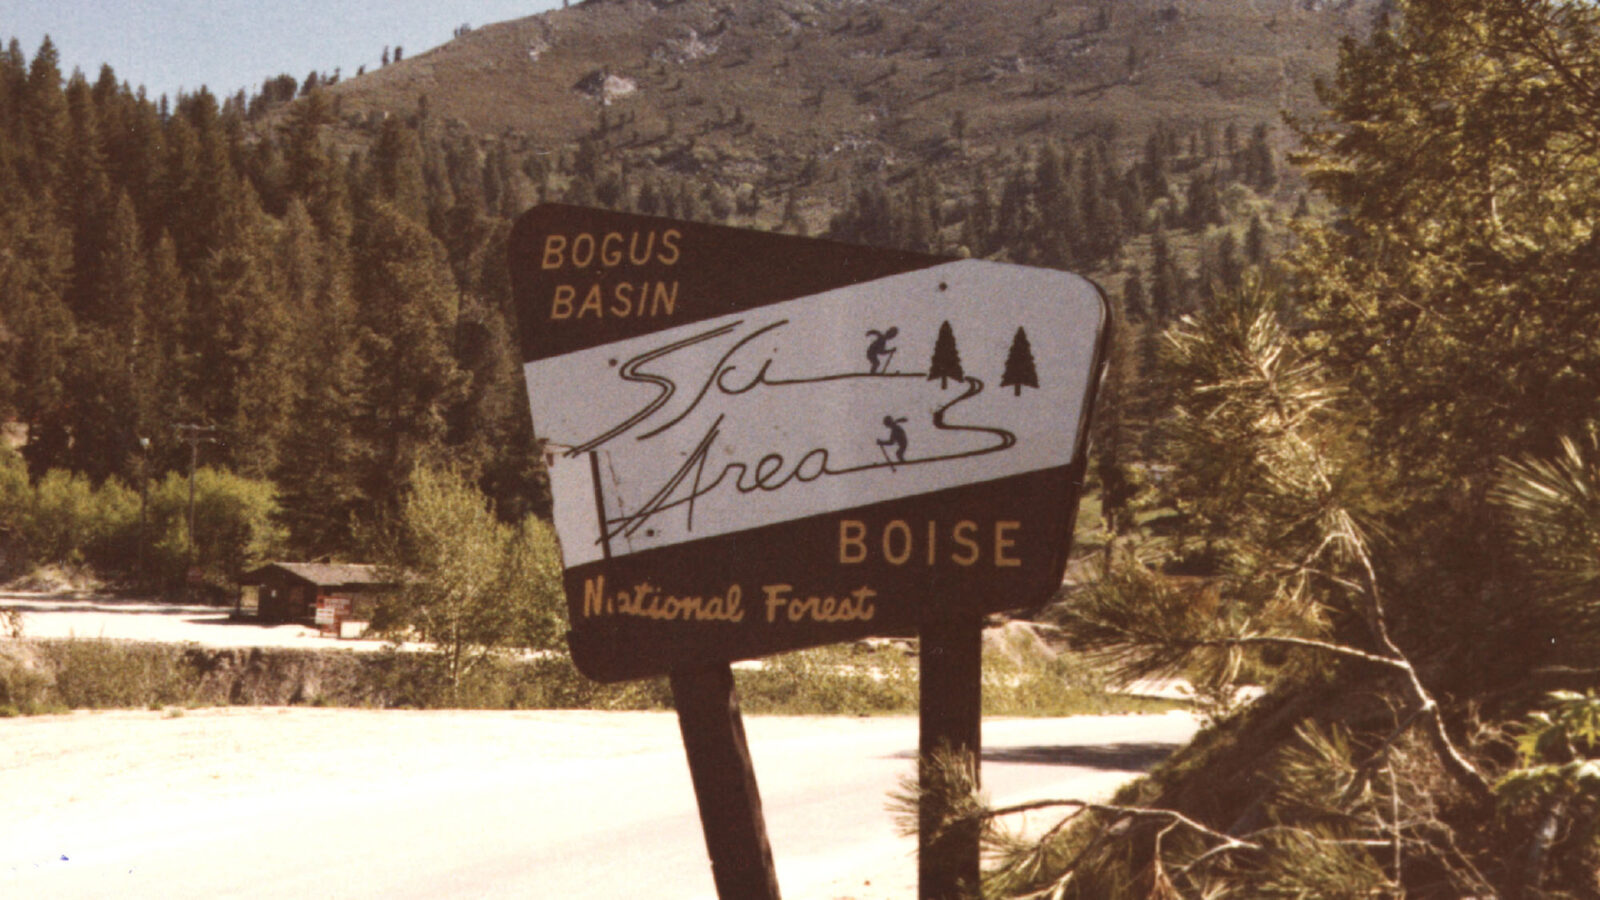 BOGUS
BASIN
Ski
Area
BOISE
National Forest